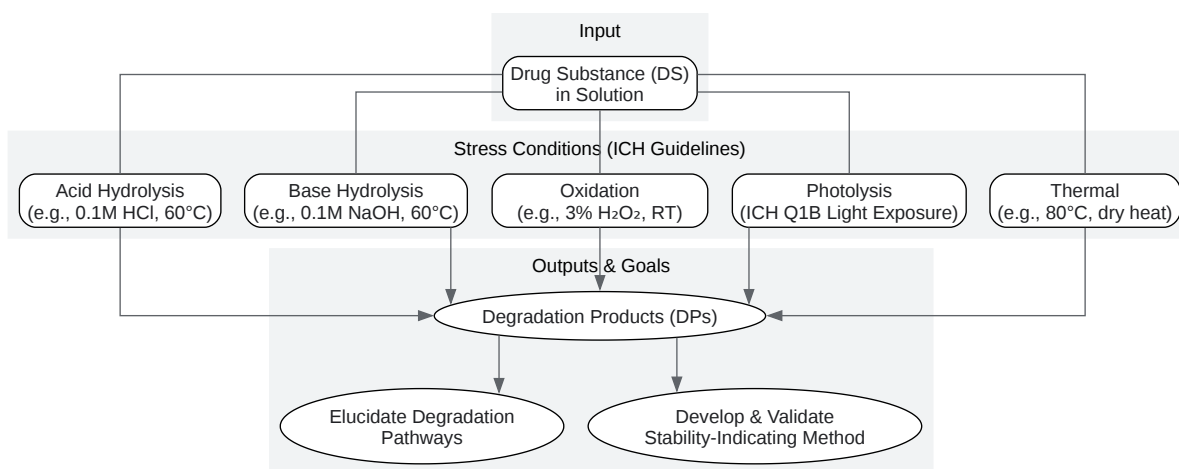 Input
Drug Substance (DS)
in Solution
Stress Conditions (ICH Guidelines)
Acid Hydrolysis
(e.g., 0.1M HCl, 60°C)
Base Hydrolysis
(e.g., 0.1M NaOH, 60°C)
Oxidation
(e.g., 3% H₂O₂, RT)
Photolysis
(ICH Q1B Light Exposure)
Thermal
(e.g., 80°C, dry heat)
Outputs & Goals
Degradation Products (DPs)
Elucidate Degradation
Pathways
Develop & Validate
Stability-Indicating Method